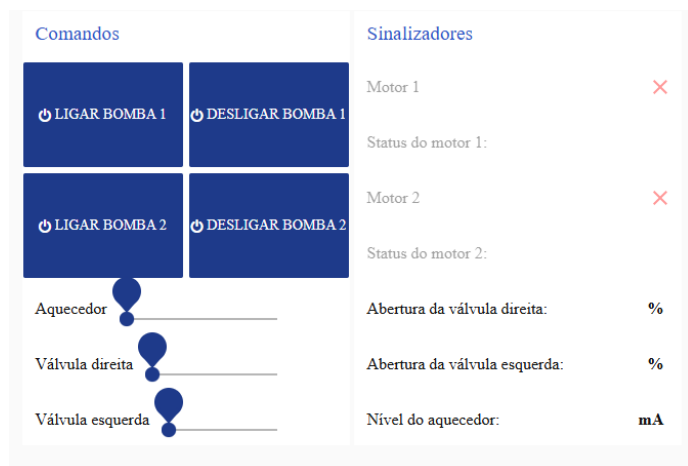 Comandos
LIGAR BOMBA 1
DESLIGAR BOMBA 1
LIGAR BOMBA 2
DESLIGAR BOMBA 2
Aquecedor
Válvula direita
Válvula esquerda
Sinalizadores
Motor 1
Status do motor 1:
Motor 2
Status do motor 2:
Abertura da válvula direita: %
Abertura da válvula esquerda: %
Nível do aquecedor: mA